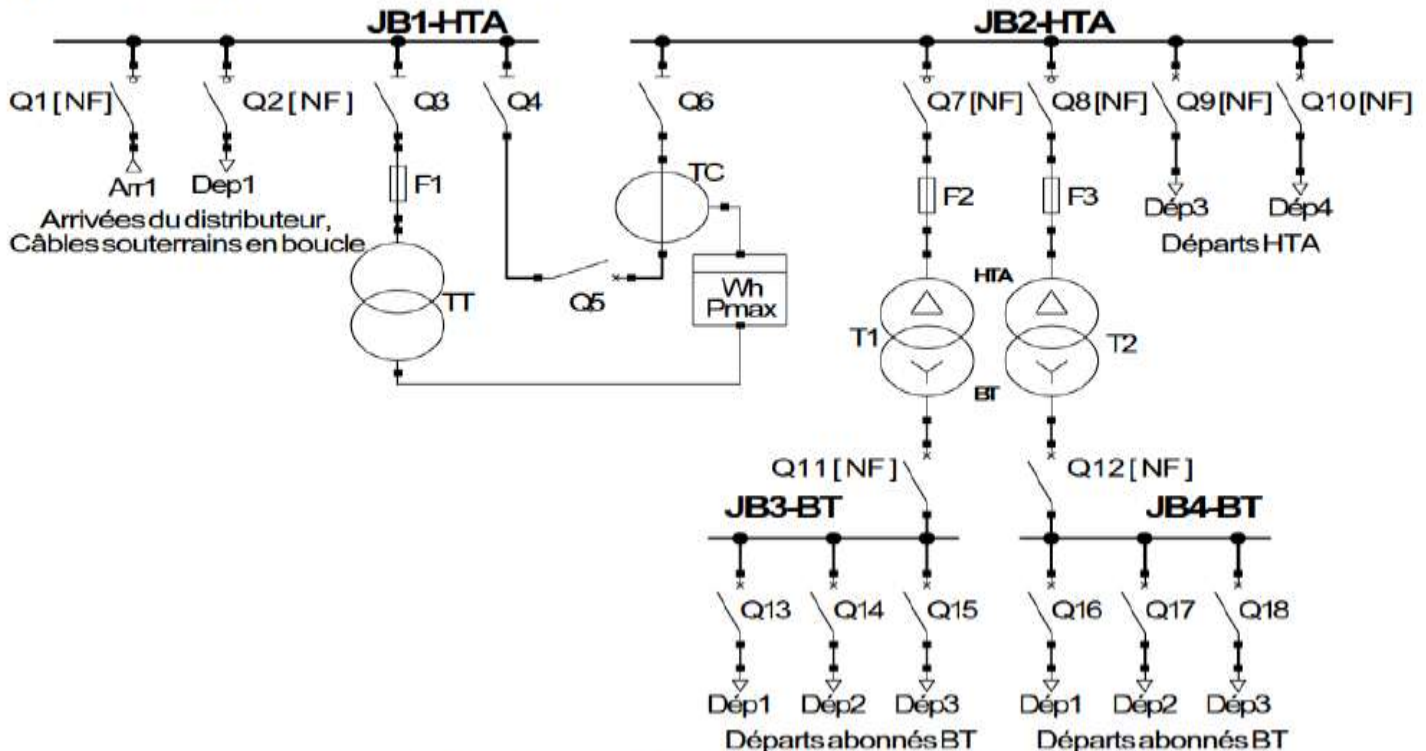 JB1-HTA JB2-HTA
Q1 [NF] Q2 [NF] Q3 Q4 Q6 Q7 [NF] Q8 [NF] Q9 [NF] Q10 [NF]
Arr1 Dep1 F1 TC F2 F3 Dép3 Dép4
Arrivées du distributeur,
Câbles souterrains en boucle
Départs HTA
TT Q5 Wh
Pmax
HTA
T1 T2
BT
Q11 [NF] Q12 [NF]
JB3-BT JB4-BT
Q13 Q14 Q15 Q16 Q17 Q18
Dép1 Dép2 Dép3 Dép1 Dép2 Dép3
Départs abonnés BT Départs abonnés BT